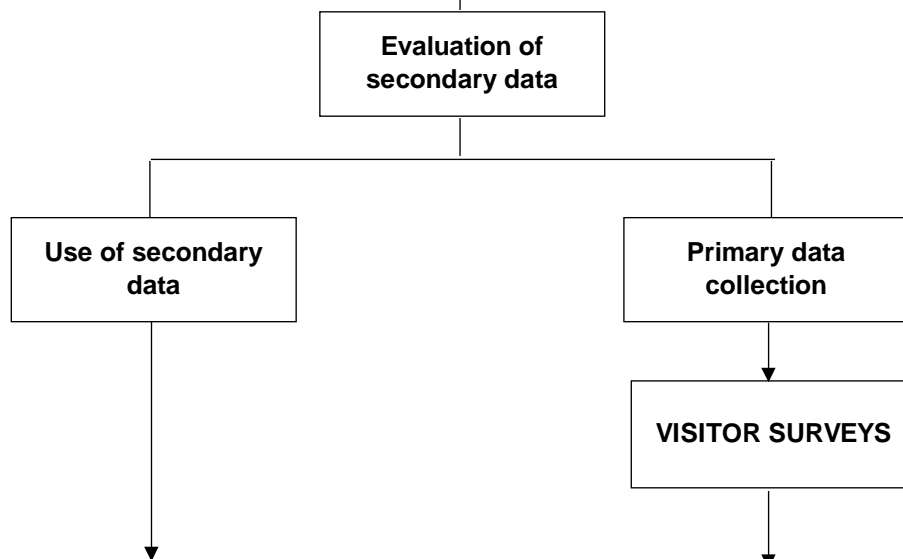 Evaluation of
secondary data
Use of secondary
data
Primary data
collection
VISITOR SURVEYS